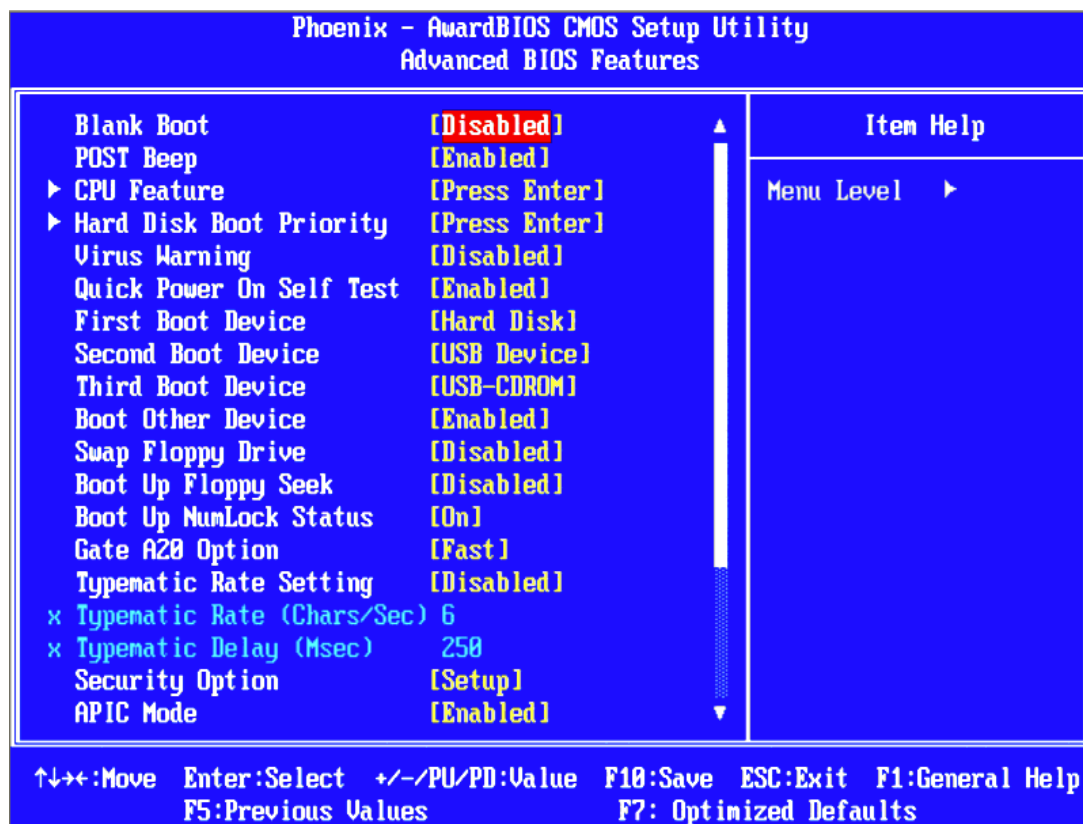 Phoenix - AwardBIOS CMOS Setup Utility
Advanced BIOS Features
Blank Boot [Disabled]
POST Beep [Enabled]
▶ CPU Feature [Press Enter]
▶ Hard Disk Boot Priority [Press Enter]
Virus Warning [Disabled]
Quick Power On Self Test [Enabled]
First Boot Device [Hard Disk]
Second Boot Device [USB Device]
Third Boot Device [USB-CDROM]
Boot Other Device [Enabled]
Swap Floppy Drive [Disabled]
Boot Up Floppy Seek [Disabled]
Boot Up NumLock Status [On]
Gate A20 Option [Fast]
Typematic Rate Setting [Disabled]
x Typematic Rate (Chars/Sec) 6
x Typematic Delay (Msec) 250
Security Option [Setup]
APIC Mode [Enabled]
Item Help
Menu Level ▶
↑↓→←:Move Enter:Select +/-/PU/PD:Value F10:Save ESC:Exit F1:General Help
F5:Previous Values F7: Optimized Defaults